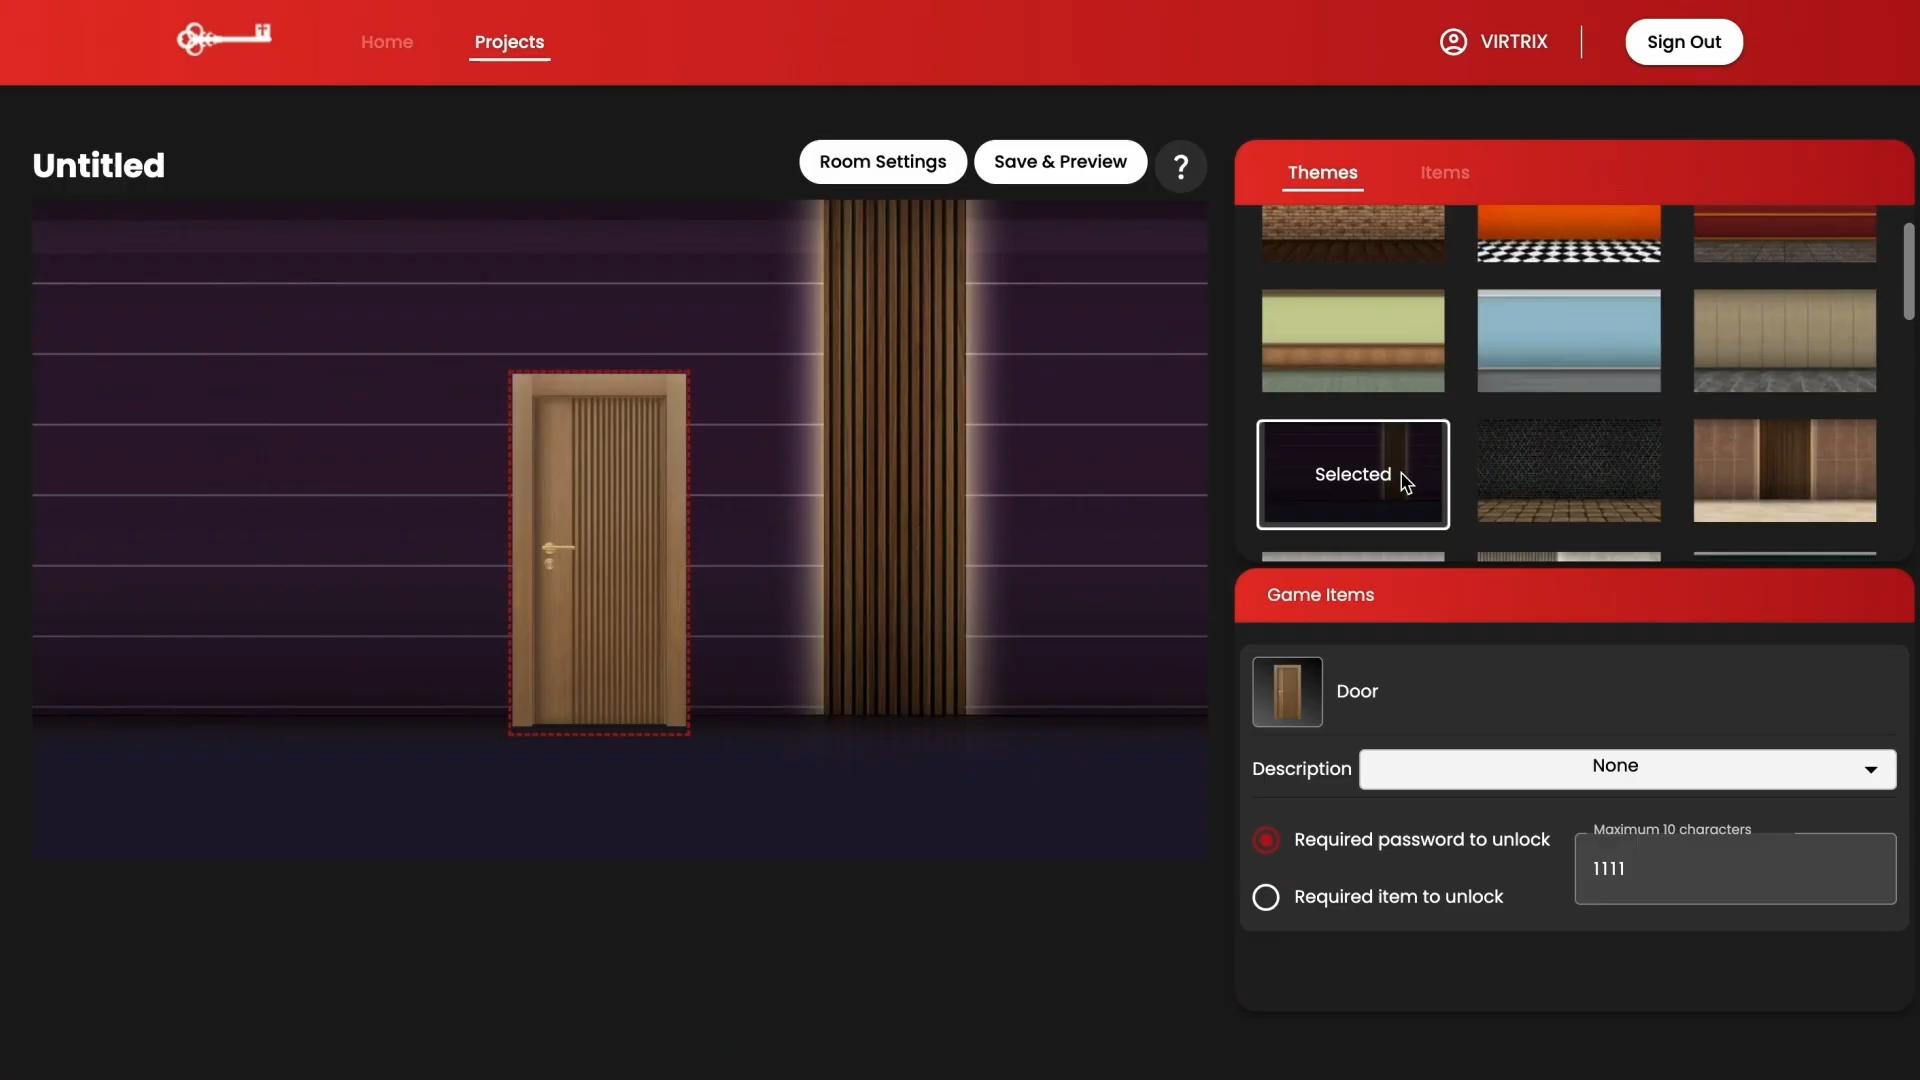 Home
Projects
VIRTRIX
Sign Out
Untitled
Room Settings
Save & Preview
?
Themes
Items
Selected
Game Items
Door
Description
None
Required password to unlock
Maximum 10 characters
1111
Required item to unlock